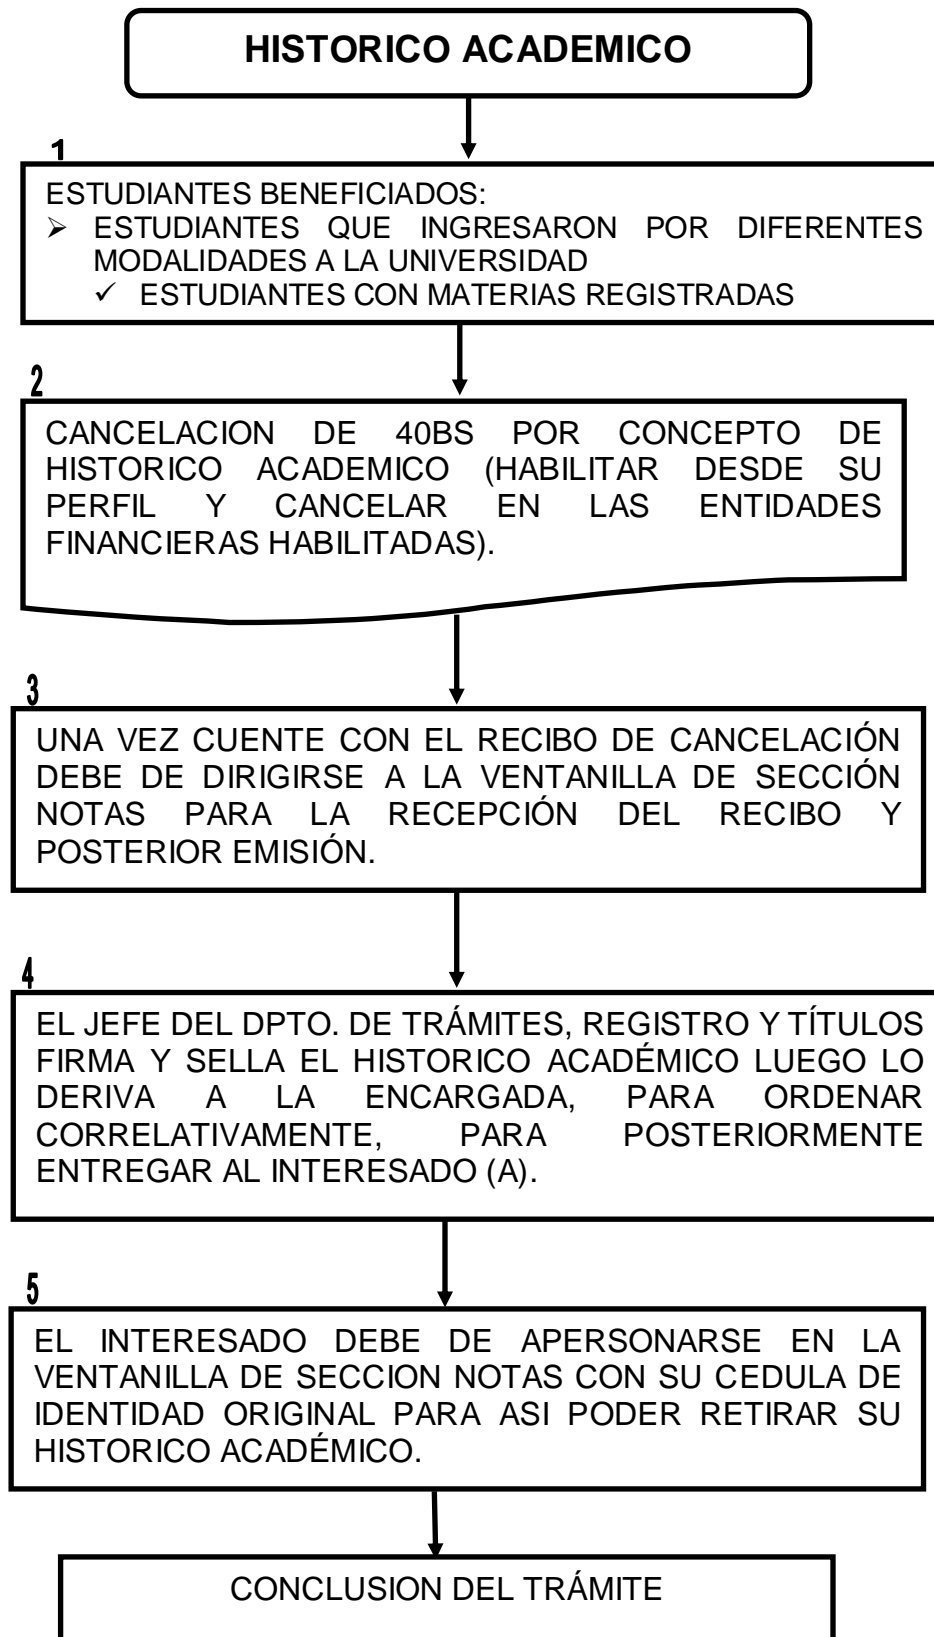 HISTORICO ACADEMICO
1
ESTUDIANTES BENEFICIADOS:
➢ ESTUDIANTES QUE INGRESARON POR DIFERENTES
MODALIDADES A LA UNIVERSIDAD
✓ ESTUDIANTES CON MATERIAS REGISTRADAS
2
CANCELACION DE 40BS POR CONCEPTO DE
HISTORICO ACADEMICO (HABILITAR DESDE SU
PERFIL Y CANCELAR EN LAS ENTIDADES
FINANCIERAS HABILITADAS).
3
UNA VEZ CUENTE CON EL RECIBO DE CANCELACIÓN
DEBE DE DIRIGIRSE A LA VENTANILLA DE SECCIÓN
NOTAS PARA LA RECEPCIÓN DEL RECIBO Y
POSTERIOR EMISIÓN.
4
EL JEFE DEL DPTO. DE TRÁMITES, REGISTRO Y TÍTULOS
FIRMA Y SELLA EL HISTORICO ACADÉMICO LUEGO LO
DERIVA A LA ENCARGADA, PARA ORDENAR
CORRELATIVAMENTE, PARA POSTERIORMENTE
ENTREGAR AL INTERESADO (A).
5
EL INTERESADO DEBE DE APERSONARSE EN LA
VENTANILLA DE SECCION NOTAS CON SU CEDULA DE
IDENTIDAD ORIGINAL PARA ASI PODER RETIRAR SU
HISTORICO ACADÉMICO.
CONCLUSION DEL TRÁMITE